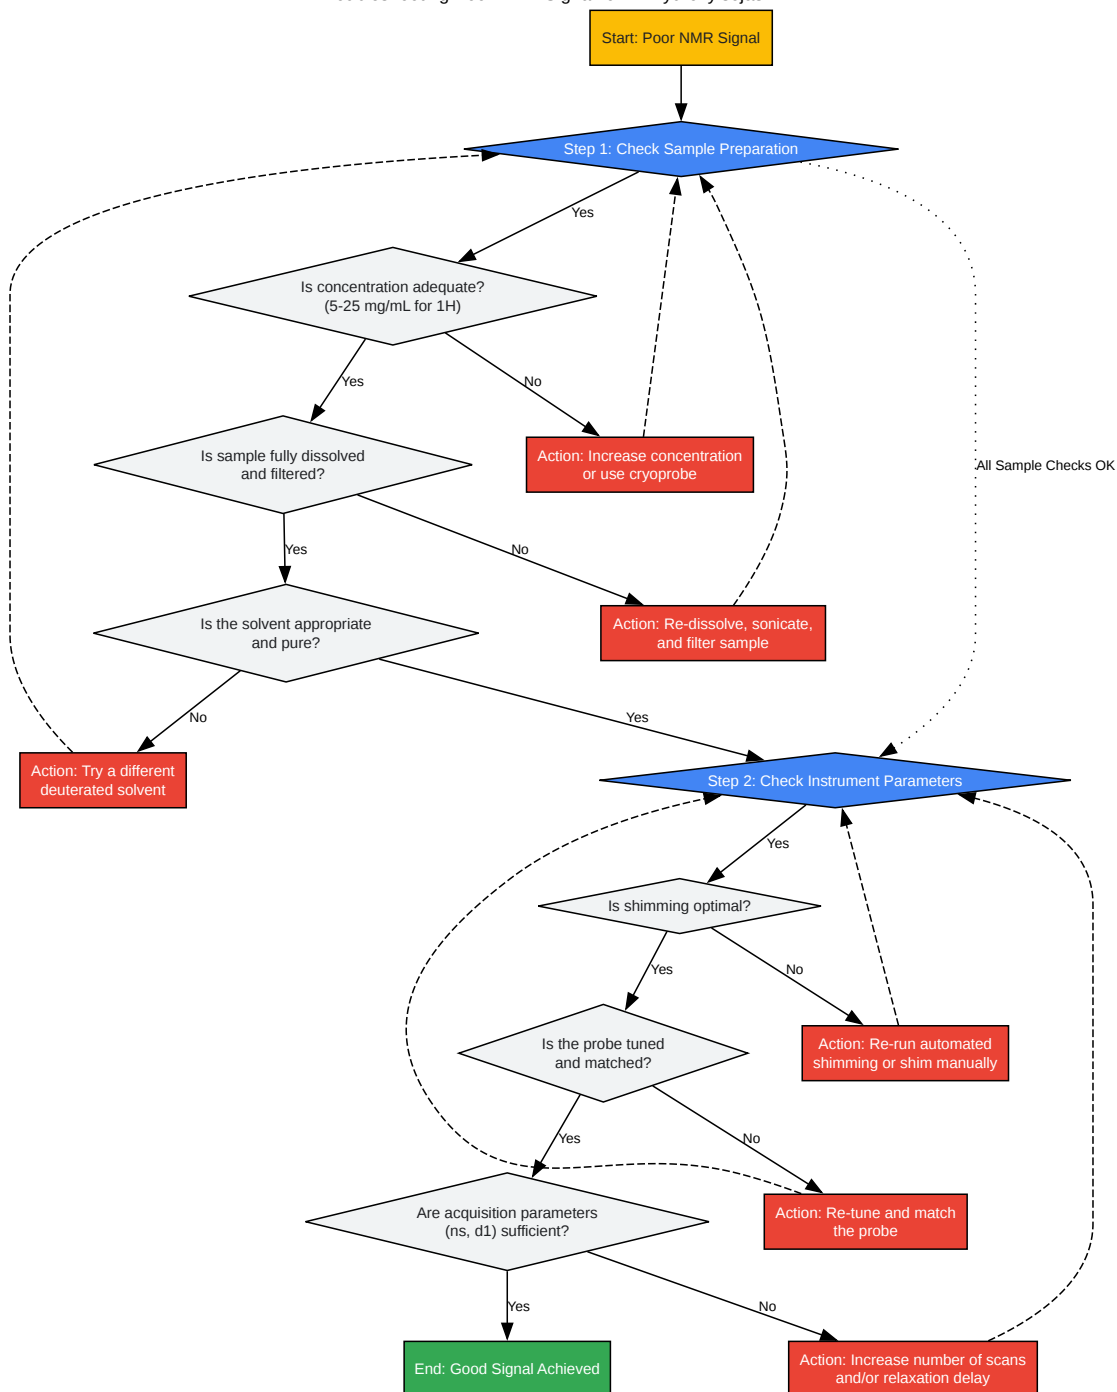 Start: Poor NMR Signal
Step 1: Check Sample Preparation
Yes
Is concentration adequate?
(5-25 mg/mL for 1H)
Yes
No
Is sample fully dissolved
and filtered?
Action: Increase concentration
or use cryoprobe
All Sample Checks OK
Yes
No
Is the solvent appropriate
and pure?
Action: Re-dissolve, sonicate,
and filter sample
No
Yes
Action: Try a different
deuterated solvent
Step 2: Check Instrument Parameters
Yes
Is shimming optimal?
Yes
No
Is the probe tuned
and matched?
Action: Re-run automated
shimming or shim manually
Yes
No
Are acquisition parameters
(ns, d1) sufficient?
Action: Re-tune and match
the probe
Yes
No
End: Good Signal Achieved
Action: Increase number of scans
and/or relaxation delay